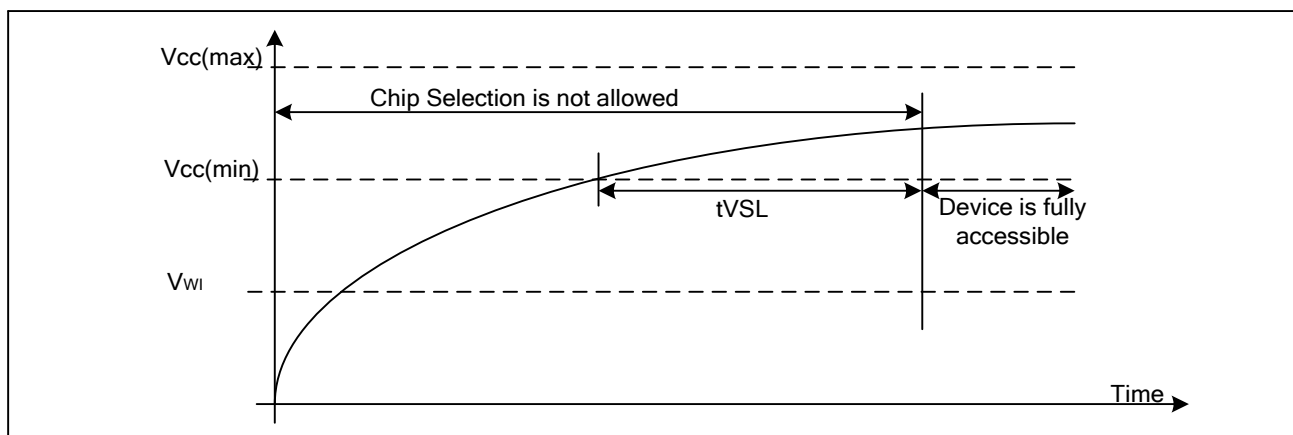 Vcc(max)
Chip Selection is not allowed
Vcc(min)
tVSL
Device is fully
accessible
VWI
Time